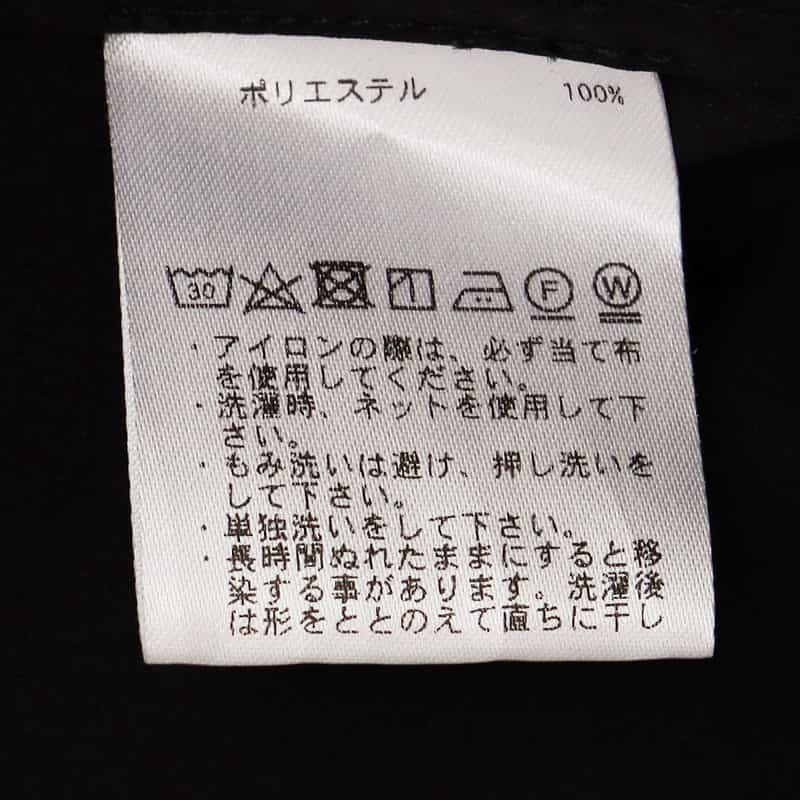 ポリエステル 100%
30 F W
・アイロンの際は、必ず当て布
を使用してください。
・洗濯時、ネットを使用して下
さい。
・もみ洗いは避け、押し洗いを
して下さい。
・単独洗いをして下さい。
・長時間ぬれたままにすると移
染する事があります。洗濯後
は形をととのえて直ちに干し